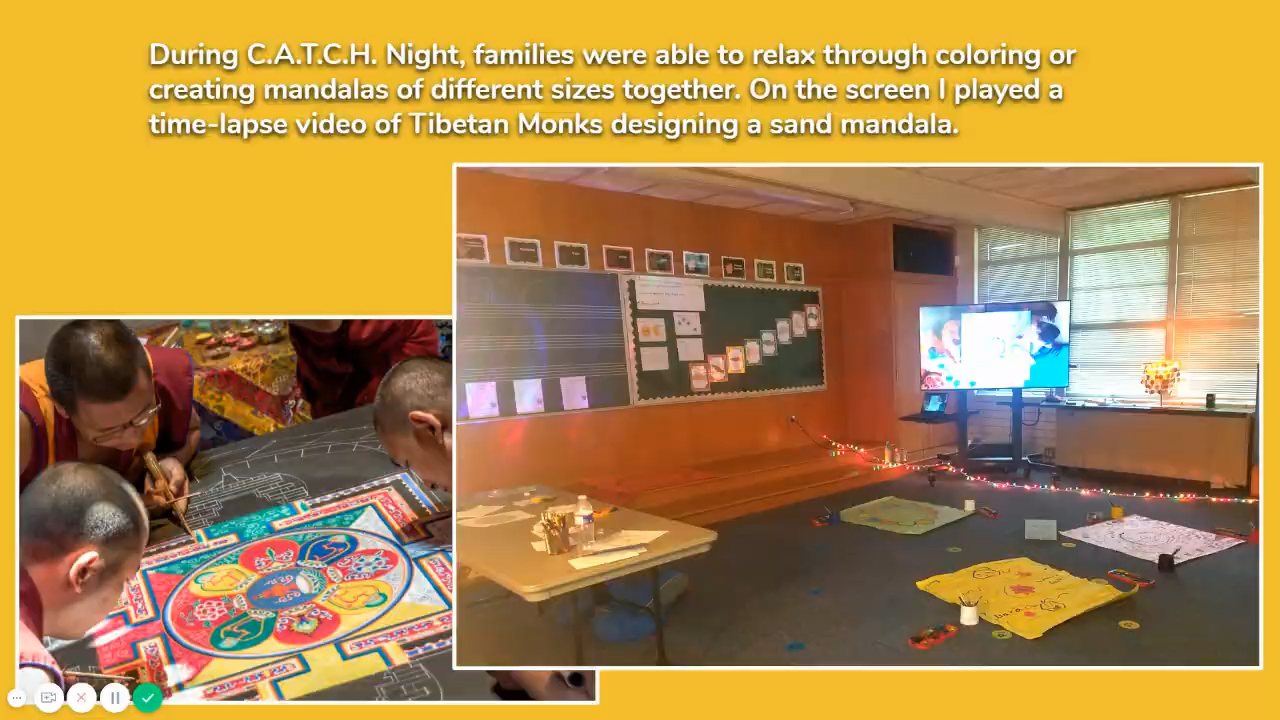 During C.A.T.C.H. Night, families were able to relax through coloring or
creating mandalas of different sizes together. On the screen I played a
time-lapse video of Tibetan Monks designing a sand mandala.